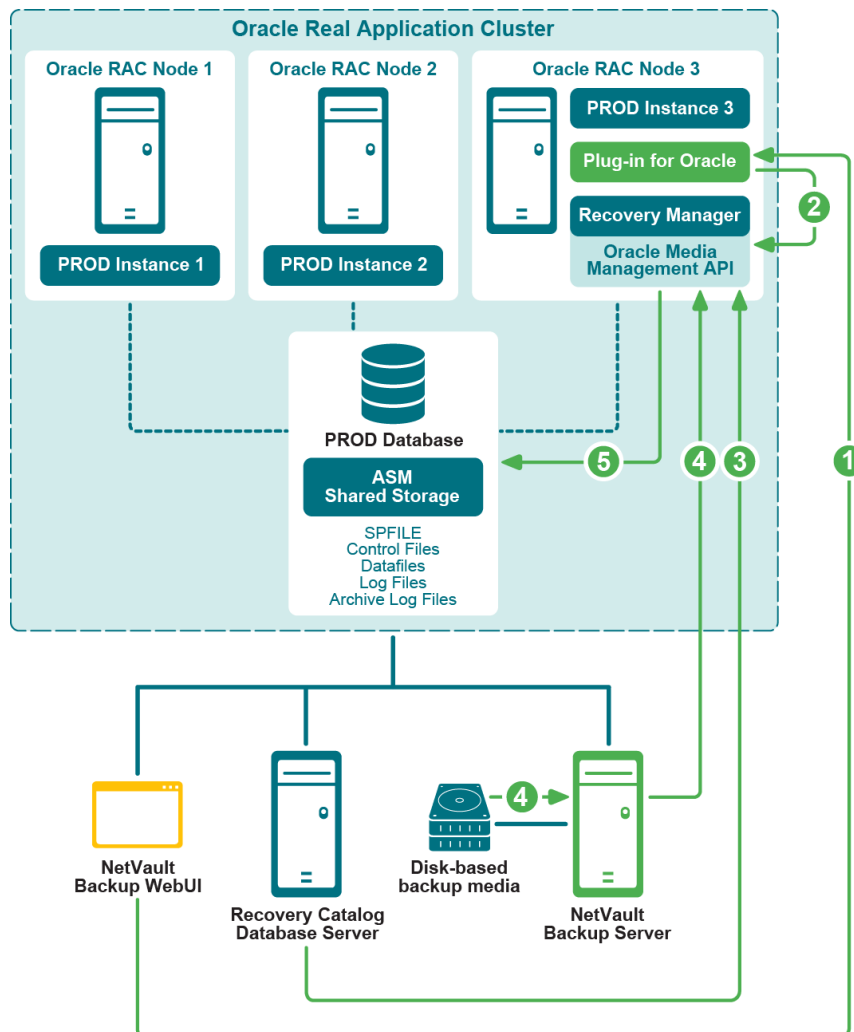 Oracle Real Application Cluster
Oracle RAC Node 1
PROD Instance 1
Oracle RAC Node 2
PROD Instance 2
Oracle RAC Node 3
PROD Instance 3
Plug-in for Oracle
Recovery Manager
Oracle Media
Management API
2
PROD Database
ASM
Shared Storage
SPFILE
Control Files
Datafiles
Log Files
Archive Log Files
5
4
3
1
4
NetVault
Backup WebUI
Recovery Catalog
Database Server
Disk-based
backup media
NetVault
Backup Server